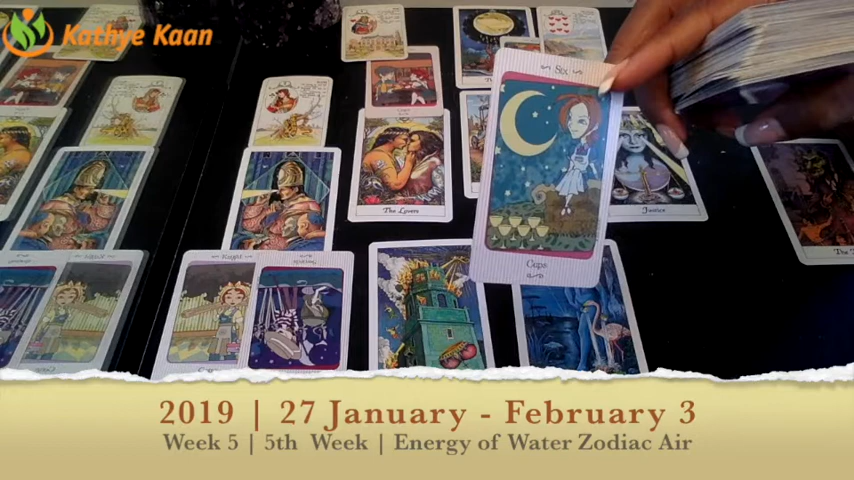 Kathye Kaan
Six
The Lovers
Justice
Cups
Knight
2019 | 27 January - February 3
Week 5 | 5th Week | Energy of Water Zodiac Air